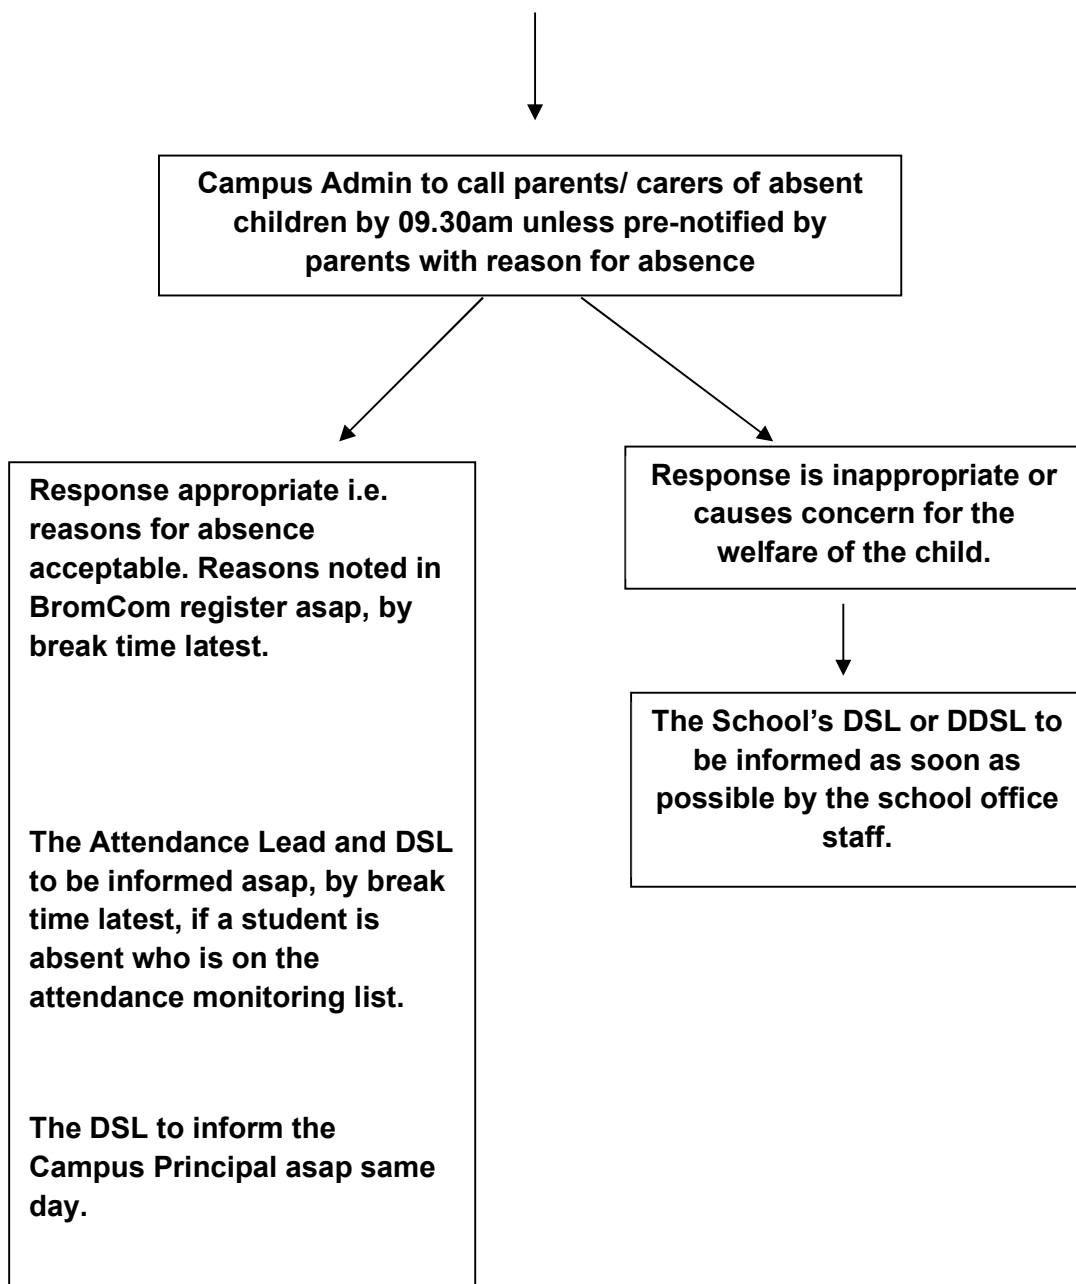 Campus Admin to call parents/ carers of absent
children by 09.30am unless pre-notified by
parents with reason for absence
Response appropriate i.e.
reasons for absence
acceptable. Reasons noted in
BromCom register asap, by
break time latest.
The Attendance Lead and DSL
to be informed asap, by break
time latest, if a student is
absent who is on the
attendance monitoring list.
The DSL to inform the
Campus Principal asap same
day.
Response is inappropriate or
causes concern for the
welfare of the child.
The School’s DSL or DDSL to
be informed as soon as
possible by the school office
staff.